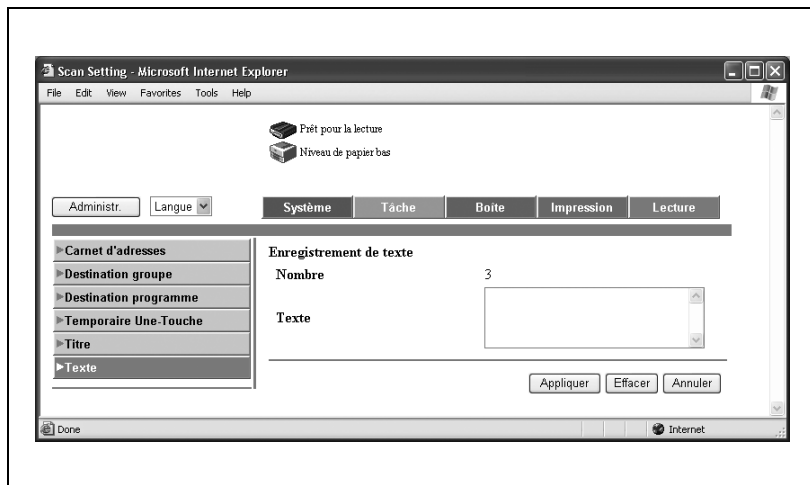 Scan Setting - Microsoft Internet Explorer
File Edit View Favorites Tools Help
Prêt pour la lecture
Niveau de papier bas
Administr. Langue Système Tâche Boîte Impression Lecture
Carnet d'adresses
Destination groupe
Destination programme
Temporaire Une-Touche
Titre
Texte
Enregistrement de texte
Nombre 3
Texte
Appliquer Effacer Annuler
Done Internet